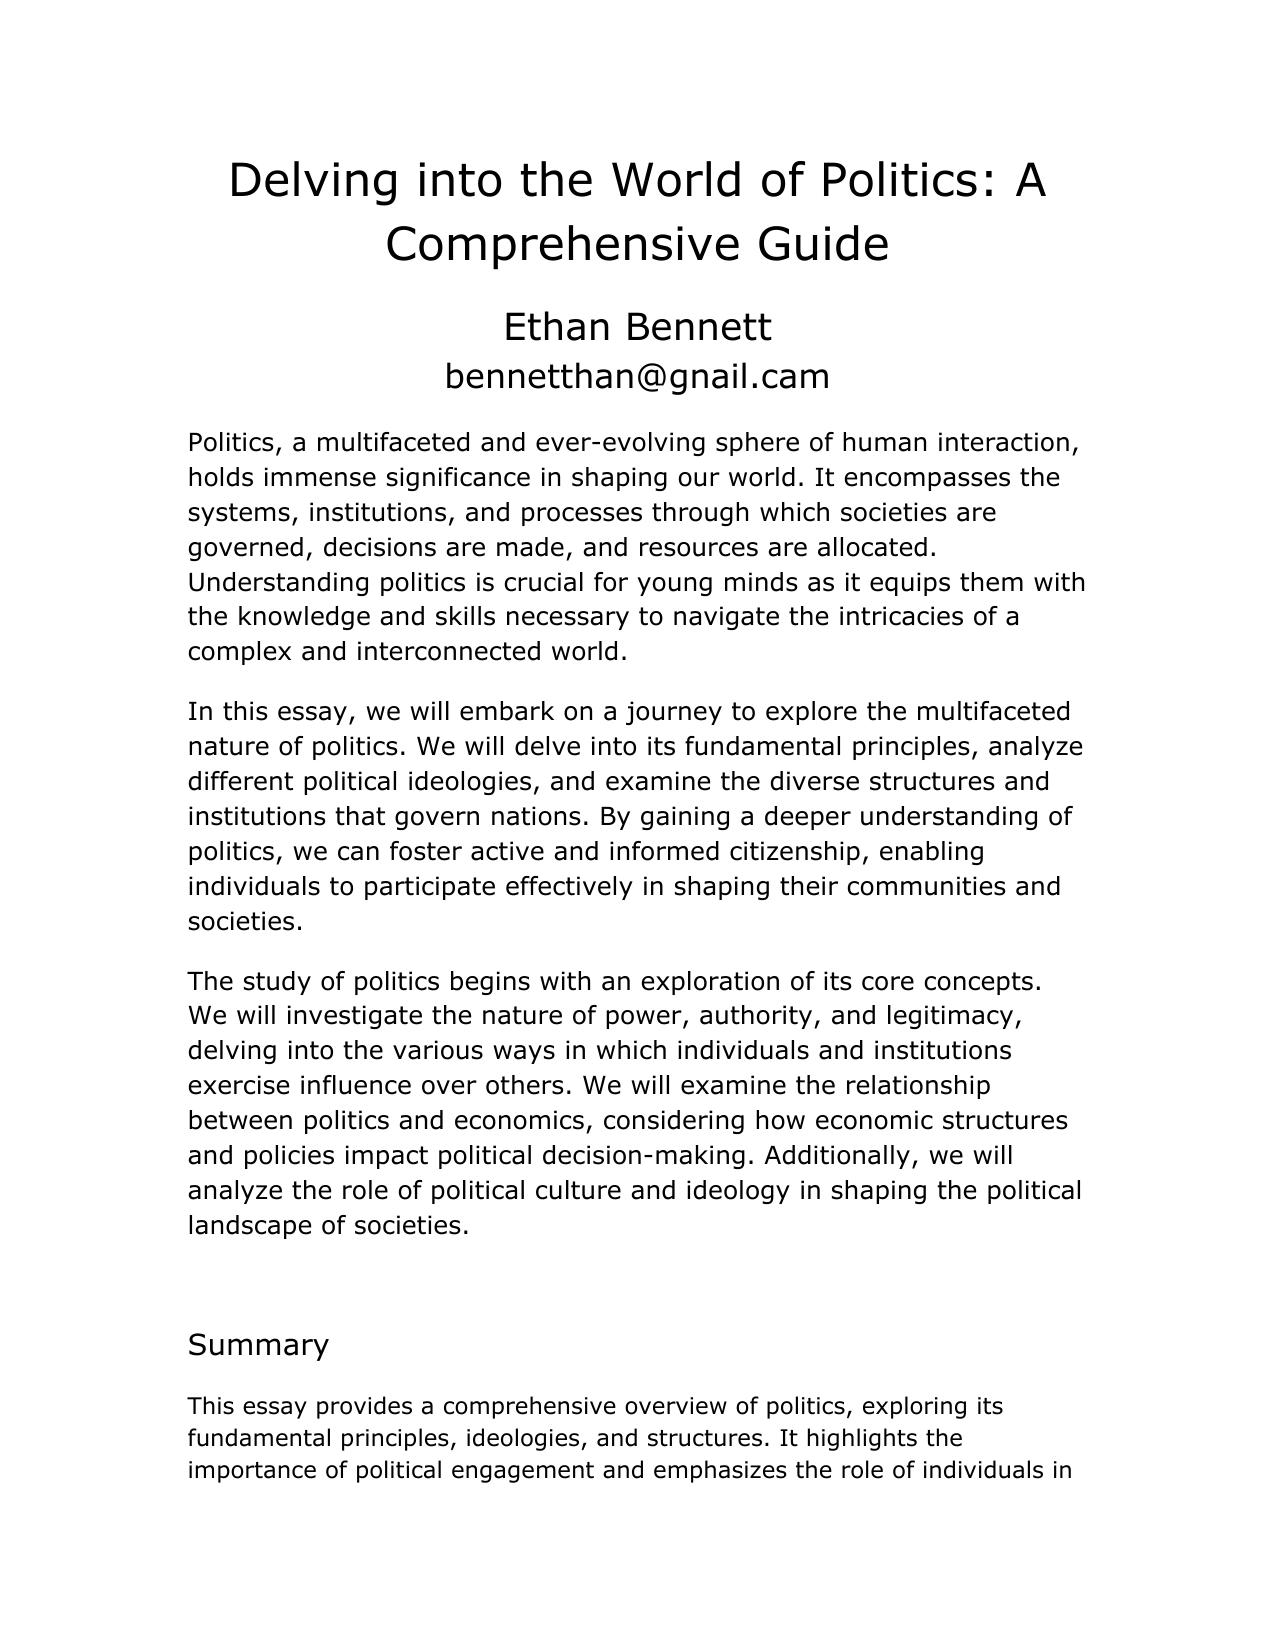 Delving into the World of Politics: A
Comprehensive Guide
Ethan Bennett
bennetthan@gnail.cam
Politics, a multifaceted and ever-evolving sphere of human interaction,
holds immense significance in shaping our world. It encompasses the
systems, institutions, and processes through which societies are
governed, decisions are made, and resources are allocated.
Understanding politics is crucial for young minds as it equips them with
the knowledge and skills necessary to navigate the intricacies of a
complex and interconnected world.
In this essay, we will embark on a journey to explore the multifaceted
nature of politics. We will delve into its fundamental principles, analyze
different political ideologies, and examine the diverse structures and
institutions that govern nations. By gaining a deeper understanding of
politics, we can foster active and informed citizenship, enabling
individuals to participate effectively in shaping their communities and
societies.
The study of politics begins with an exploration of its core concepts.
We will investigate the nature of power, authority, and legitimacy,
delving into the various ways in which individuals and institutions
exercise influence over others. We will examine the relationship
between politics and economics, considering how economic structures
and policies impact political decision-making. Additionally, we will
analyze the role of political culture and ideology in shaping the political
landscape of societies.
Summary
This essay provides a comprehensive overview of politics, exploring its
fundamental principles, ideologies, and structures. It highlights the
importance of political engagement and emphasizes the role of individuals in